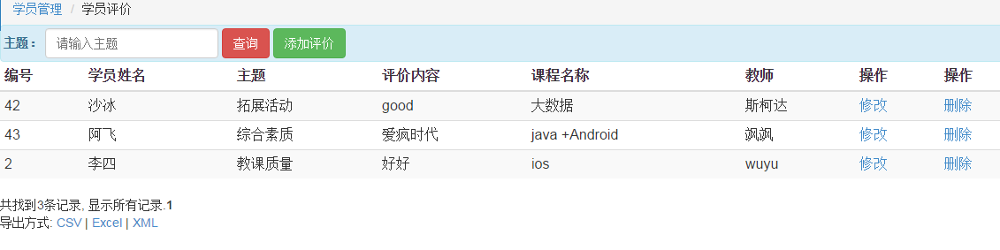 学员管理 / 学员评价
主题： 请输入主题 查询 添加评价
编号 学员姓名 主题 评价内容 课程名称 教师 操作 操作
42 沙冰 拓展活动 good 大数据 斯柯达 修改 删除
43 阿飞 综合素质 爱疯时代 java +Android 飒飒 修改 删除
2 李四 教课质量 好好 ios wuyu 修改 删除
共找到3条记录, 显示所有记录.1
导出方式: CSV | Excel | XML